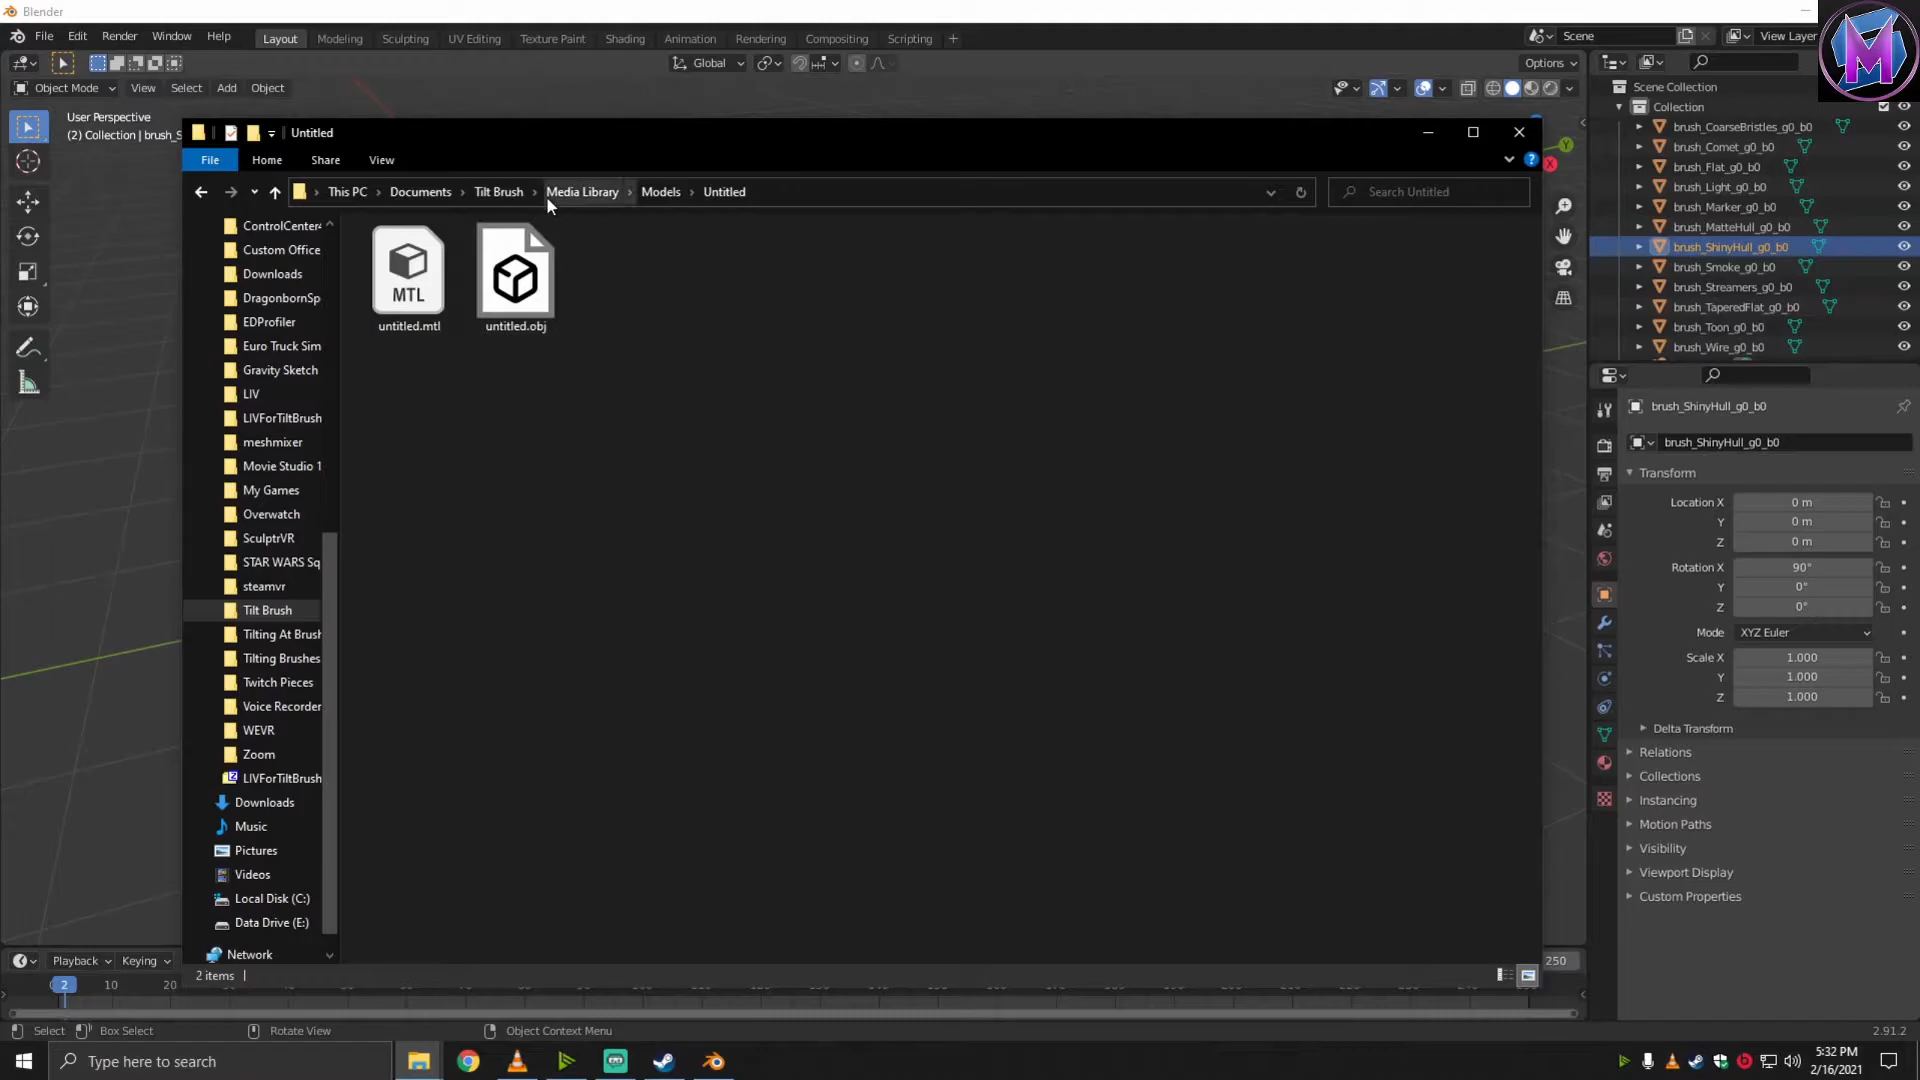 Blender
File Edit Render Window Help Layout Modeling Sculpting UV Editing Texture Paint Shading Animation Rendering Compositing Scripting + Scene View Layer
Global Options
Object Mode View Select Add Object
User Perspective
(2) Collection | brush_S
Untitled
File Home Share View
This PC › Documents › Tilt Brush › Media Library › Models › Untitled Search Untitled
ControlCenter4
Custom Office
Downloads
DragonbornSp
EDProfiler
Euro Truck Sim
Gravity Sketch
LIV
LIVForTiltBrush
meshmixer
Movie Studio 1
My Games
Overwatch
SculptrVR
STAR WARS Sq
steamvr
Tilt Brush
Tilting At Brush
Tilting Brushes
Twitch Pieces
Voice Recorder
WEVR
Zoom
LIVForTiltBrush
Downloads
Music
Pictures
Videos
Local Disk (C:)
Data Drive (E:)
Network
2 items
MTL
untitled.mtl
untitled.obj
Y
X
M
Scene Collection
Collection
brush_CoarseBristles_g0_b0
brush_Comet_g0_b0
brush_Flat_g0_b0
brush_Light_g0_b0
brush_Marker_g0_b0
brush_MatteHull_g0_b0
brush_ShinyHull_g0_b0
brush_Smoke_g0_b0
brush_Streamers_g0_b0
brush_TaperedFlat_g0_b0
brush_Toon_g0_b0
brush_Wire_g0_b0
brush_ShinyHull_g0_b0
brush_ShinyHull_g0_b0
Transform
Location X 0 m
Y 0 m
Z 0 m
Rotation X 90°
Y 0°
Z 0°
Mode XYZ Euler
Scale X 1.000
Y 1.000
Z 1.000
Delta Transform
Relations
Collections
Instancing
Motion Paths
Visibility
Viewport Display
Custom Properties
Playback Keying 250
2 10 20
Select Box Select Rotate View Object Context Menu 2.91.2
Type here to search
5:32 PM
2/16/2021